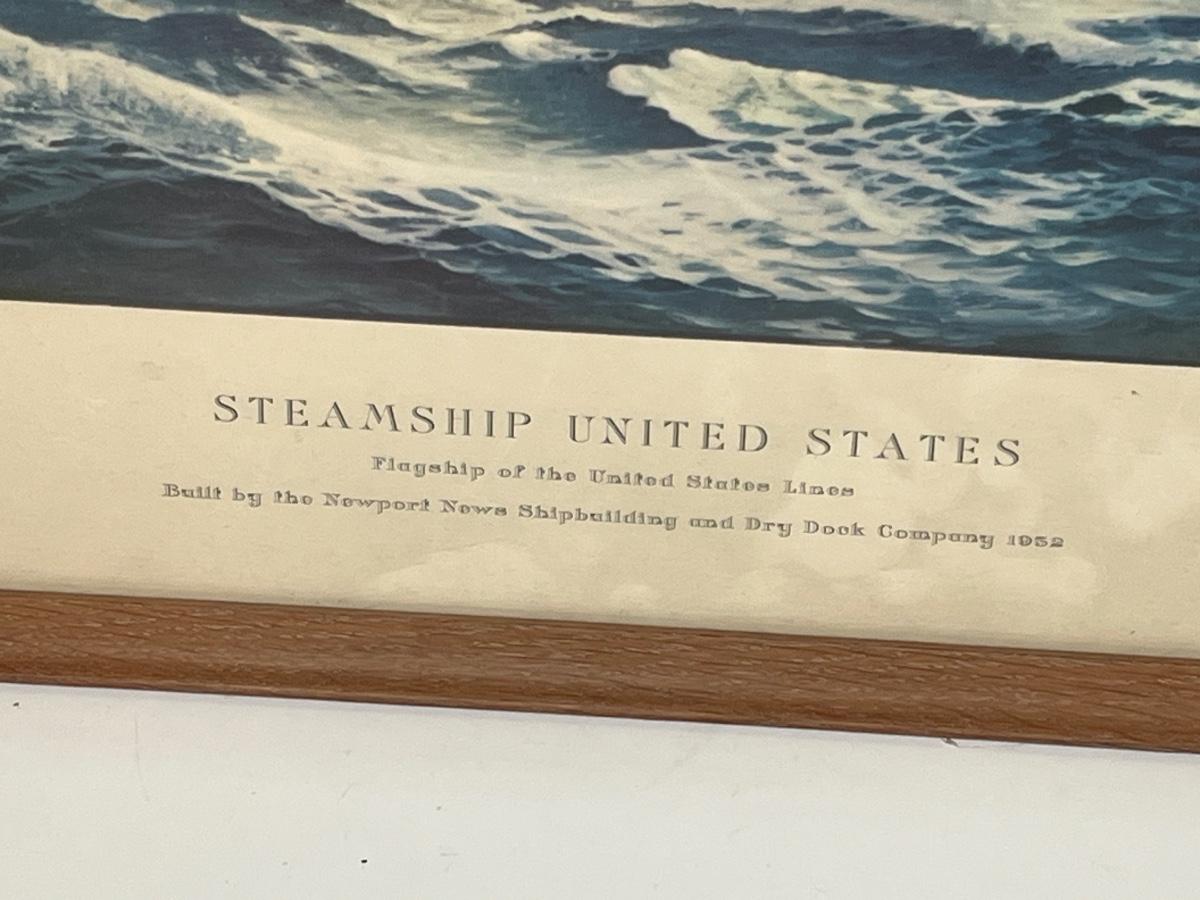 STEAMSHIP UNITED STATES
Flagship of the United States Lines
Built by the Newport News Shipbuilding and Dry Dock Company 1952